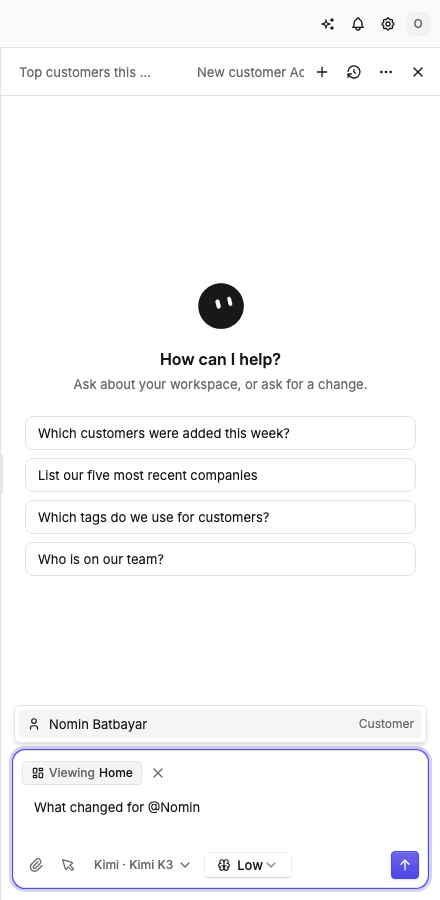 O
Top customers this ...
New customer Ac
How can I help?
Ask about your workspace, or ask for a change.
Which customers were added this week?
List our five most recent companies
Which tags do we use for customers?
Who is on our team?
Nomin Batbayar Customer
Viewing Home
What changed for @Nomin
Kimi · Kimi K3 Low